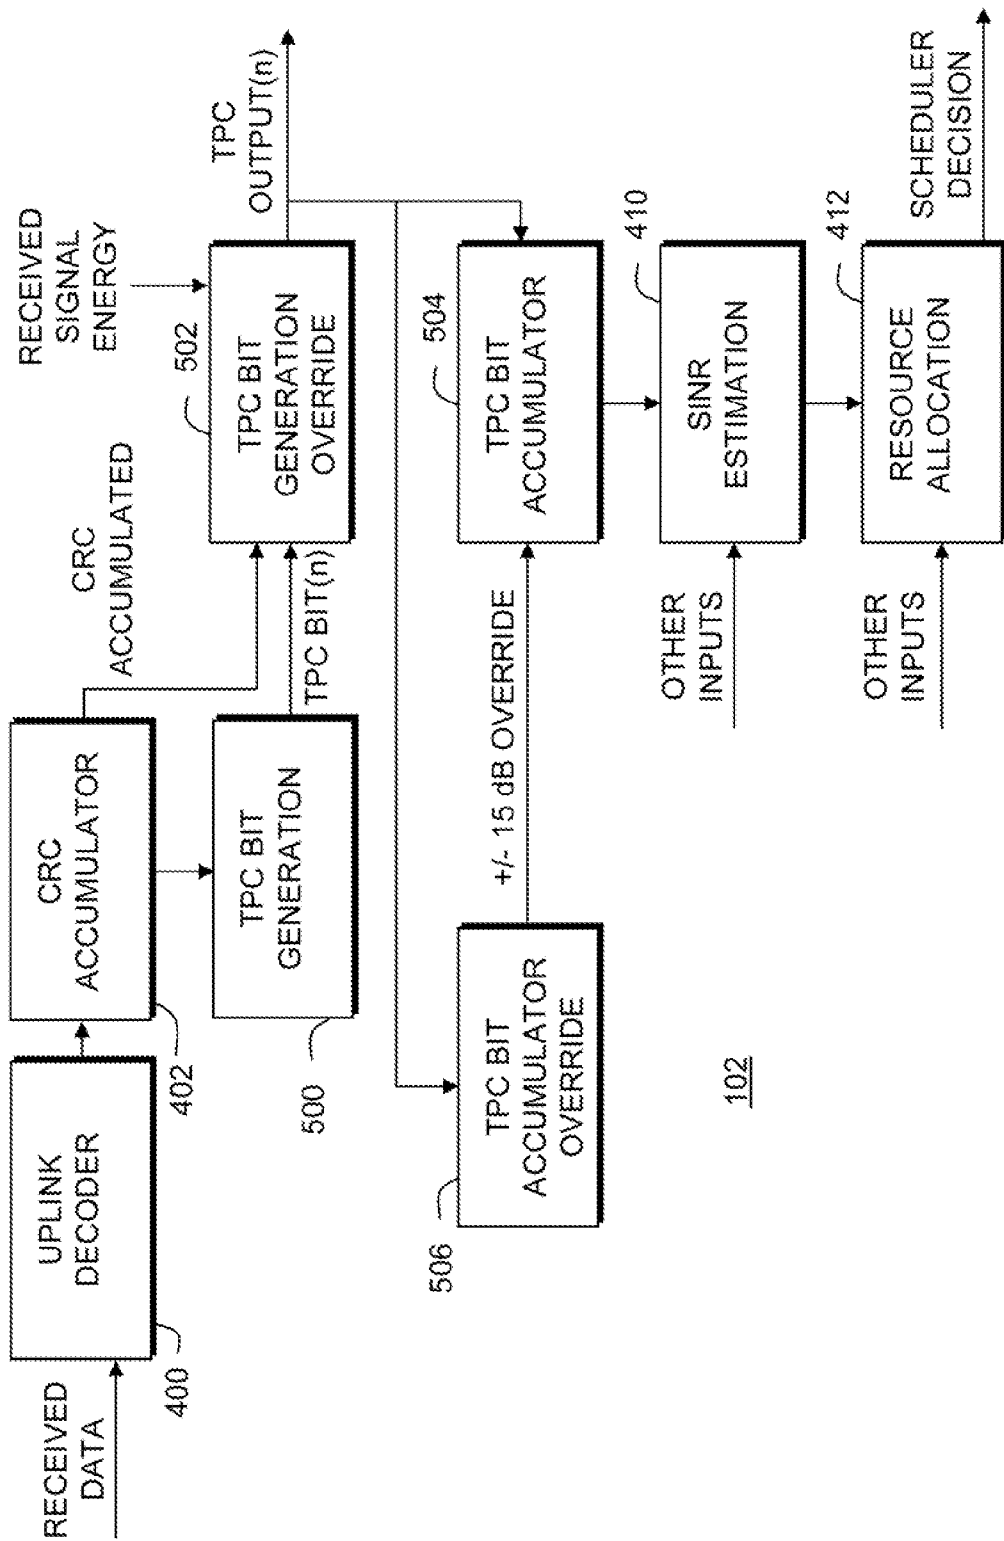 RECEIVED
DATA
400
UPLINK
DECODER
402
CRC
ACCUMULATOR
CRC
ACCUMULATED
500
TPC BIT
GENERATION
TPC BIT(n)
RECEIVED
SIGNAL
ENERGY
502
TPC BIT
GENERATION
OVERRIDE
TPC
OUTPUT(n)
506
TPC BIT
ACCUMULATOR
OVERRIDE
+/- 15 dB OVERRIDE
504
TPC BIT
ACCUMULATOR
OTHER
INPUTS
410
SINR
ESTIMATION
OTHER
INPUTS
412
RESOURCE
ALLOCATION
SCHEDULER
DECISION
102